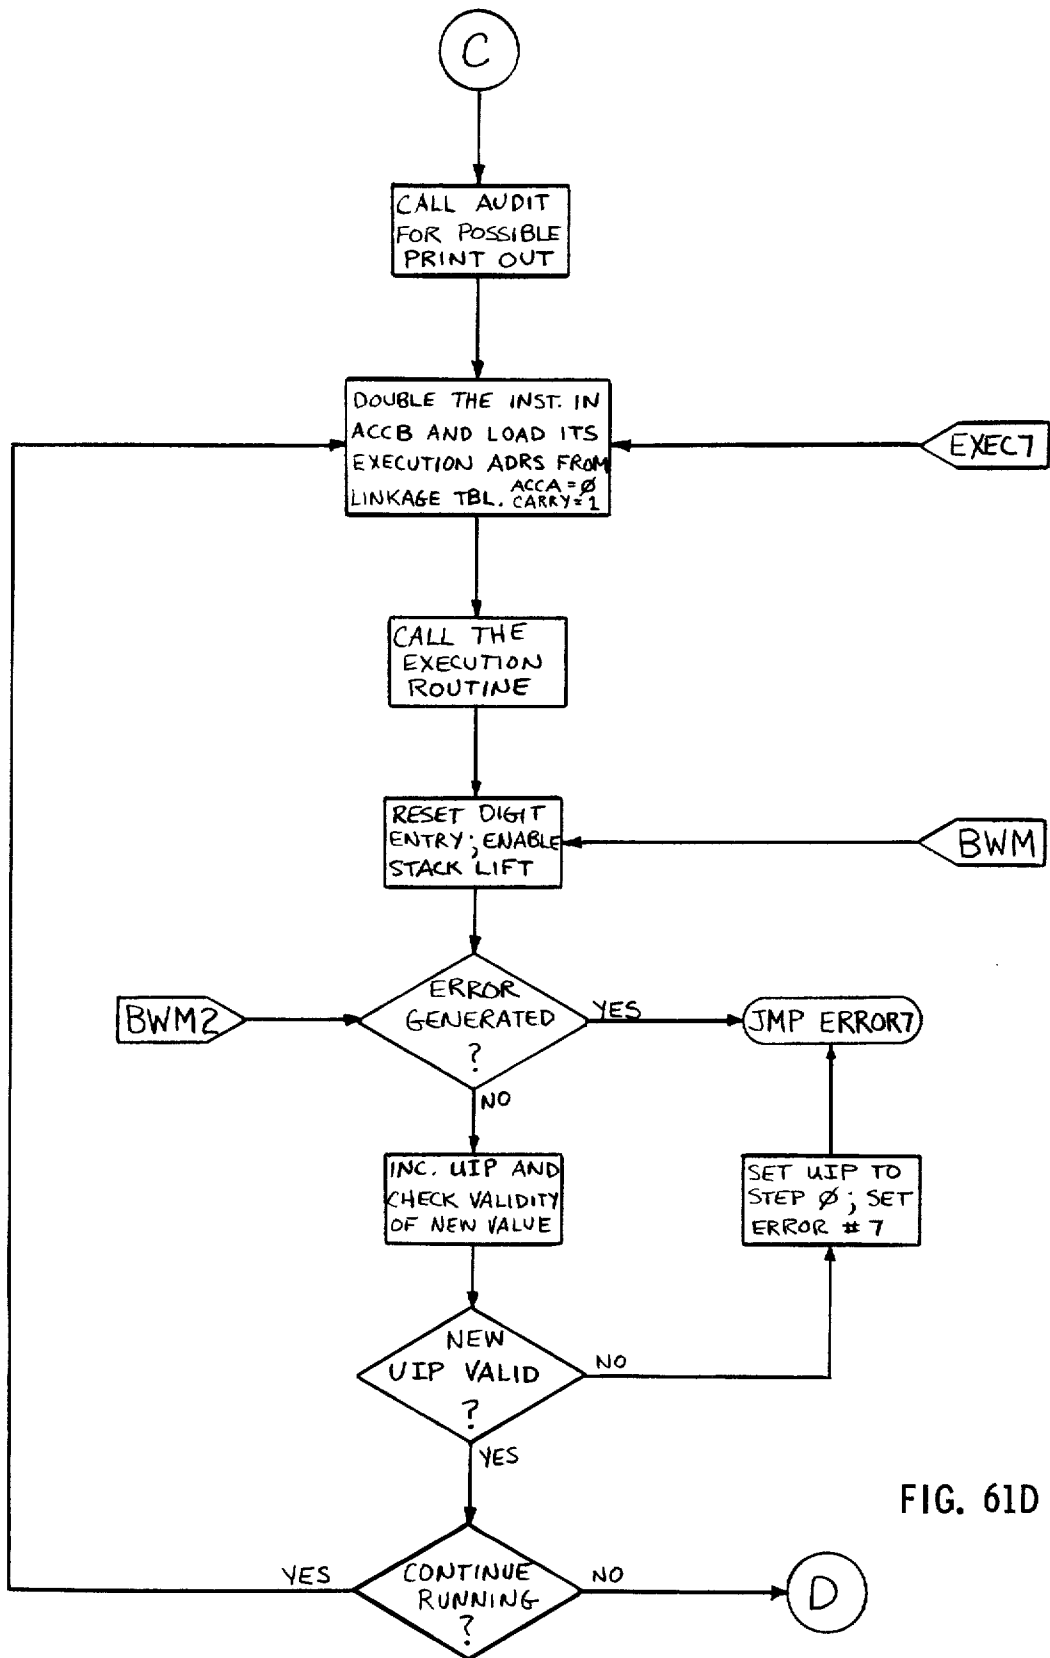 C
CALL AUDIT
FOR POSSIBLE
PRINT OUT
DOUBLE THE INST. IN
ACCB AND LOAD ITS
EXECUTION ADRS FROM
LINKAGE TBL. ACCA=Ø
CARRY=1
EXEC7
CALL THE
EXECUTION
ROUTINE
RESET DIGIT
ENTRY; ENABLE
STACK LIFT
BWM
ERROR
GENERATED
?
BWM2
YES
JMP ERROR7
NO
INC. UIP AND
CHECK VALIDITY
OF NEW VALUE
SET UIP TO
STEP Ø; SET
ERROR # 7
NEW
UIP VALID
?
NO
YES
FIG. 61D
CONTINUE
RUNNING
?
YES
NO
D